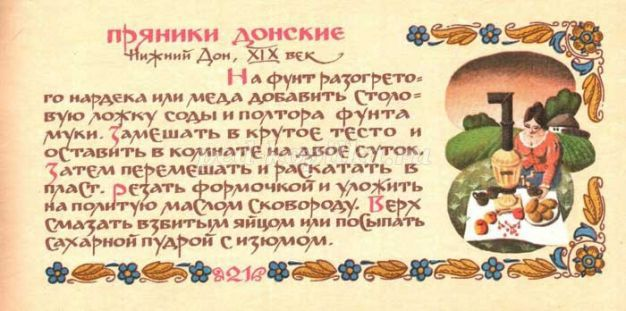 пряники донские
Нижний Дон, XIX век
На фунт разогрето=
го нардека или меда добавить столо=
вую ложку соды и полтора фунта
муки. Замешать в крутое тесто и
оставить в комнате на двое суток.
Затем перемешать и раскатать в
пласт. Резать формочкой и уложить
на политую маслом сковороду. Верх
смазать взбитым яйцом или посыпать
сахарной пудрой с изюмом.
21